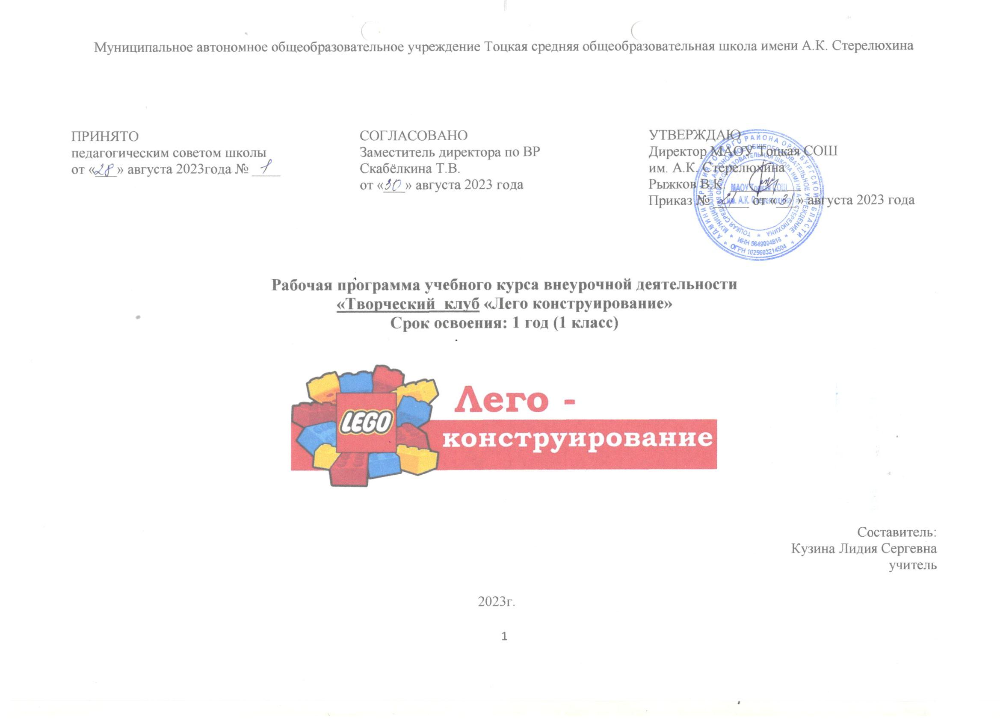 Муниципальное автономное общеобразовательное учреждение Тоцкая средняя общеобразовательная школа имени А.К. Стерелюхина
ПРИНЯТО
педагогическим советом школы
от «28» августа 2023года № 1
СОГЛАСОВАНО
Заместитель директора по ВР
Скабёлкина Т.В.
от «30» августа 2023 года
УТВЕРЖДАЮ
Директор МАОУ Тоцкая СОШ
им. А.К. Стерелюхина
Рыжков В.К.
Приказ № от «31» августа 2023 года
МАОУ Тоцкая СОШ
им. А.К. Стерелюхина
ИНН 5649004816
ОГРН 1025603214504
Рабочая программа учебного курса внеурочной деятельности
«Творческий клуб «Лего конструирование»
Срок освоения: 1 год (1 класс)
LEGO
Лего -
конструирование
Составитель:
Кузина Лидия Сергевна
учитель
2023г.
1